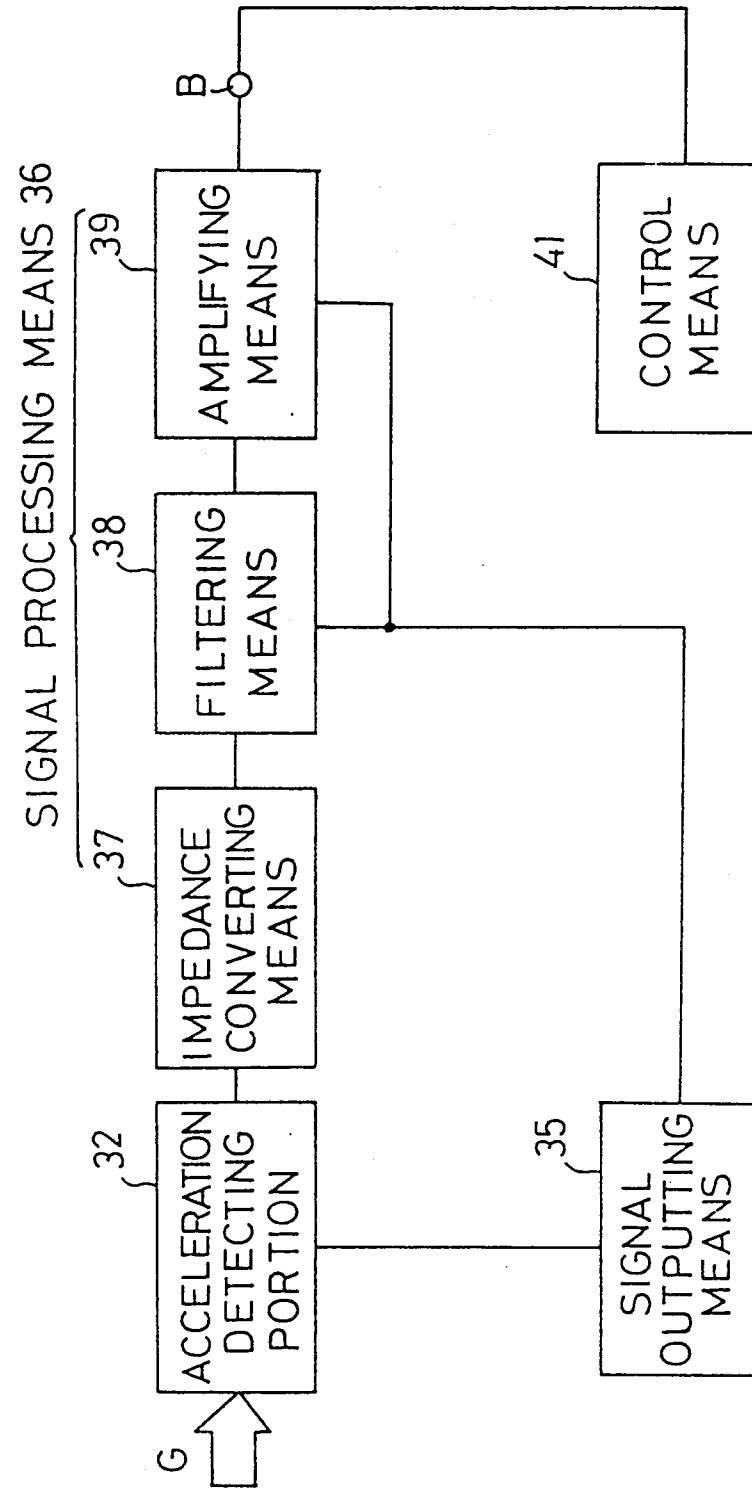 SIGNAL PROCESSING MEANS 36
G
32
ACCELERATION
DETECTING
PORTION
37
IMPEDANCE
CONVERTING
MEANS
38
FILTERING
MEANS
39
AMPLIFYING
MEANS
B
35
SIGNAL
OUTPUTTING
MEANS
41
CONTROL
MEANS